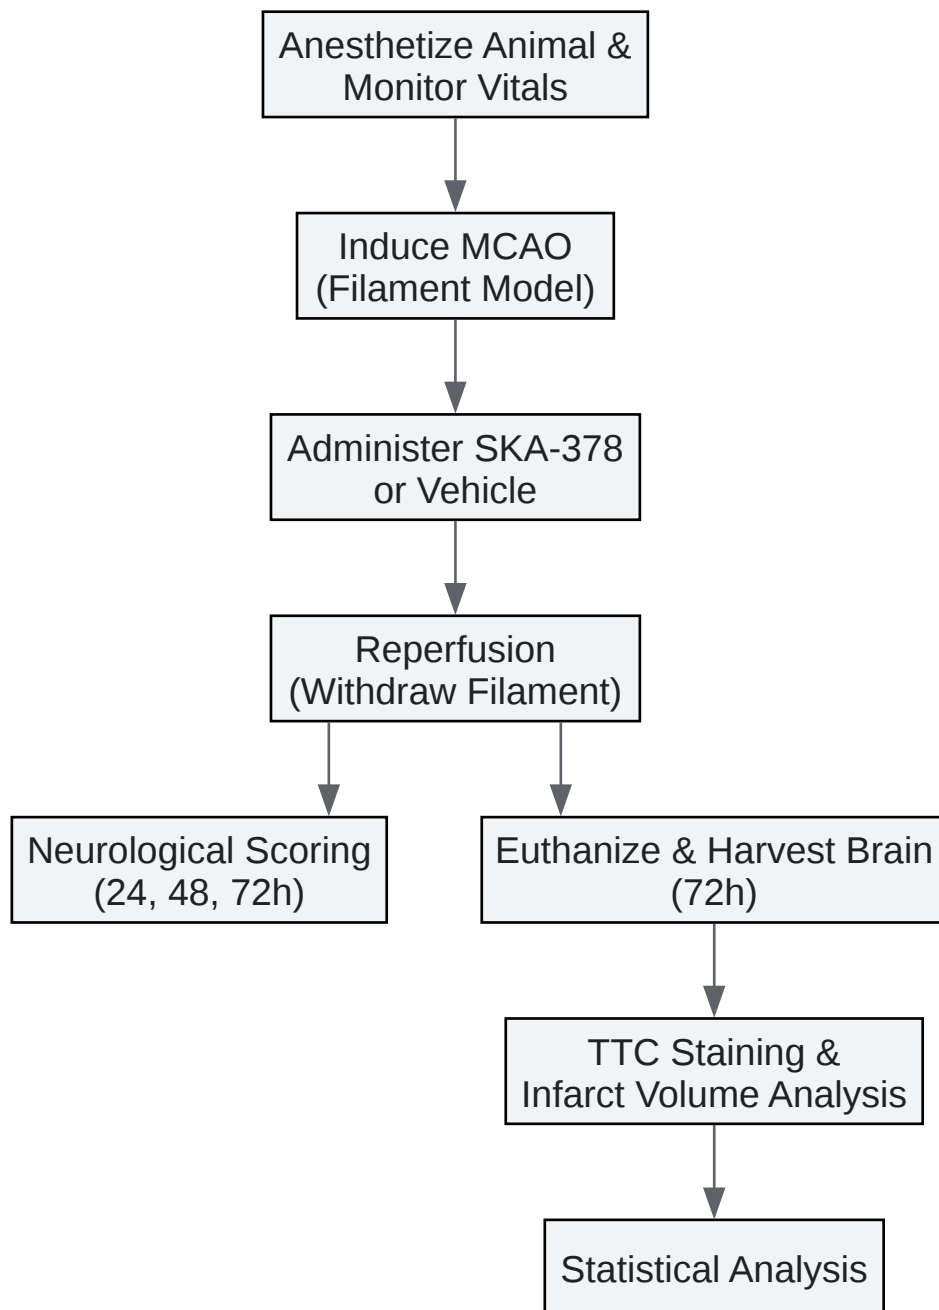 Anesthetize Animal &
Monitor Vitals
Induce MCAO
(Filament Model)
Administer SKA-378
or Vehicle
Reperfusion
(Withdraw Filament)
Neurological Scoring
(24, 48, 72h)
Euthanize & Harvest Brain
(72h)
TTC Staining &
Infarct Volume Analysis
Statistical Analysis